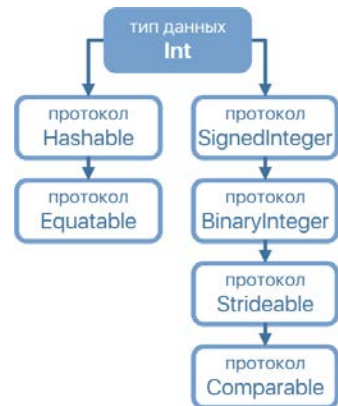 тип данных
Int
протокол
Hashable
протокол
Equatable
протокол
SignedInteger
протокол
BinaryInteger
протокол
Strideable
протокол
Comparable